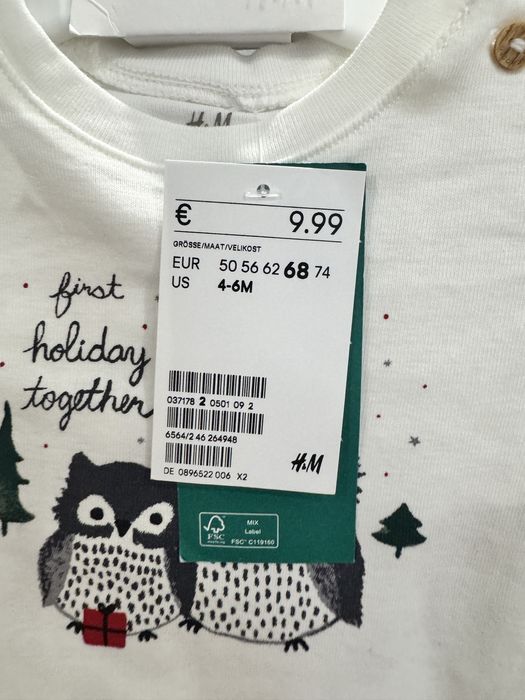 H&M
€ 9.99
GRÖSSE/MAAT/VELIKOST
EUR 50 56 62 68 74
US 4-6M
first
holiday
together
037178 2 0501 09 2
6564/2 46 264948
H&M
DE 0896522 006 X2
FSC
MIX
Label
FSC® C119160